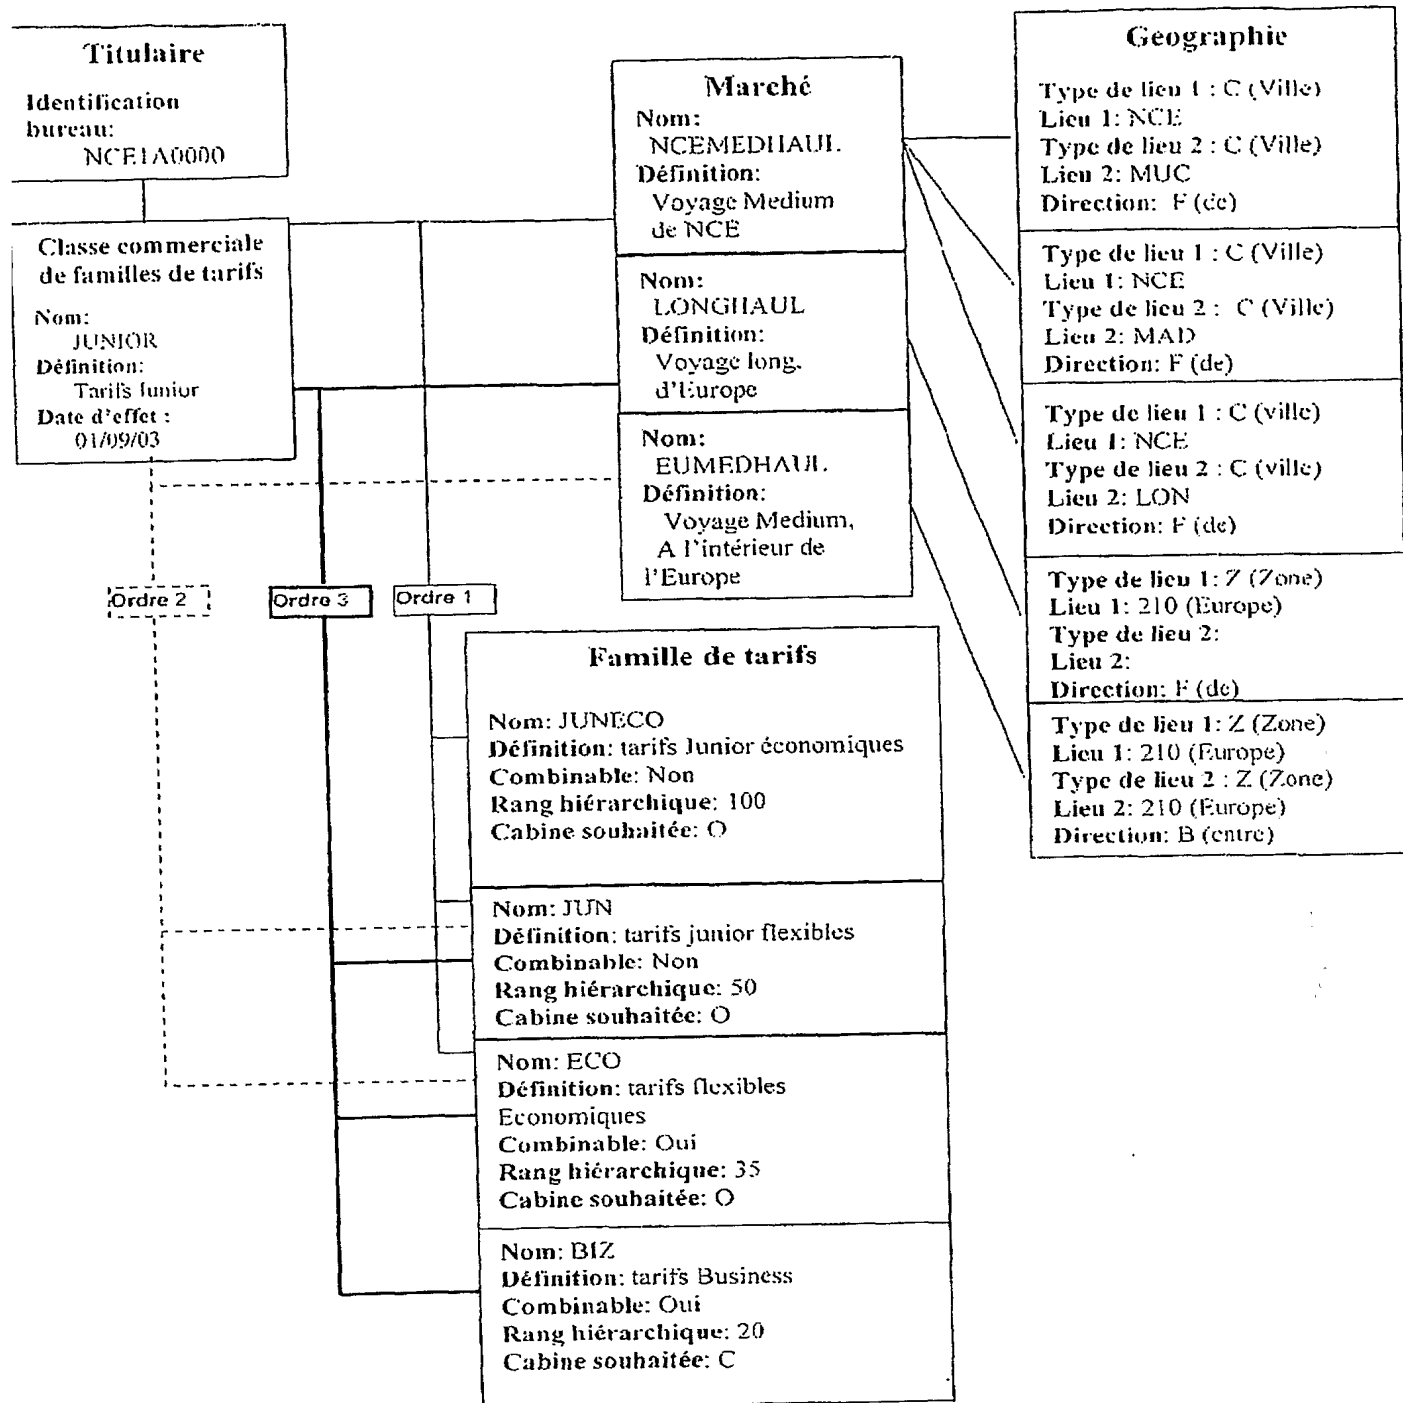 Titulaire
Identification
bureau:
NCE1A0000
Classe commerciale
de familles de tarifs
Nom:
JUNIOR
Définition:
Tarifs Junior
Date d'effet :
01/09/03
Marché
Nom:
NCEMEDHAUL
Définition:
Voyage Medium
de NCE
Nom:
LONGHAUL
Définition:
Voyage long.
d'Europe
Nom:
EUMEDHAUL
Définition:
Voyage Medium,
A l'intérieur de
l'Europe
Géographie
Type de lieu 1 : C (Ville)
Lieu 1: NCE
Type de lieu 2 : C (Ville)
Lieu 2: MUC
Direction: F (de)
Type de lieu 1 : C (Ville)
Lieu 1: NCE
Type de lieu 2 : C (Ville)
Lieu 2: MAD
Direction: F (de)
Type de lieu 1 : C (ville)
Lieu 1: NCE
Type de lieu 2 : C (ville)
Lieu 2: LON
Direction: F (de)
Type de lieu 1: Z (Zone)
Lieu 1: 210 (Europe)
Type de lieu 2:
Lieu 2:
Direction: F (de)
Type de lieu 1: Z (Zone)
Lieu 1: 210 (Europe)
Type de lieu 2 : Z (Zone)
Lieu 2: 210 (Europe)
Direction: B (entre)
Ordre 2
Ordre 3
Ordre 1
Famille de tarifs
Nom: JUNECO
Définition: tarifs Junior économiques
Combinable: Non
Rang hiérarchique: 100
Cabine souhaitée: O
Nom: JUN
Définition: tarifs junior flexibles
Combinable: Non
Rang hiérarchique: 50
Cabine souhaitée: O
Nom: ECO
Définition: tarifs flexibles
Economiques
Combinable: Oui
Rang hiérarchique: 35
Cabine souhaitée: O
Nom: BIZ
Définition: tarifs Business
Combinable: Oui
Rang hiérarchique: 20
Cabine souhaitée: C